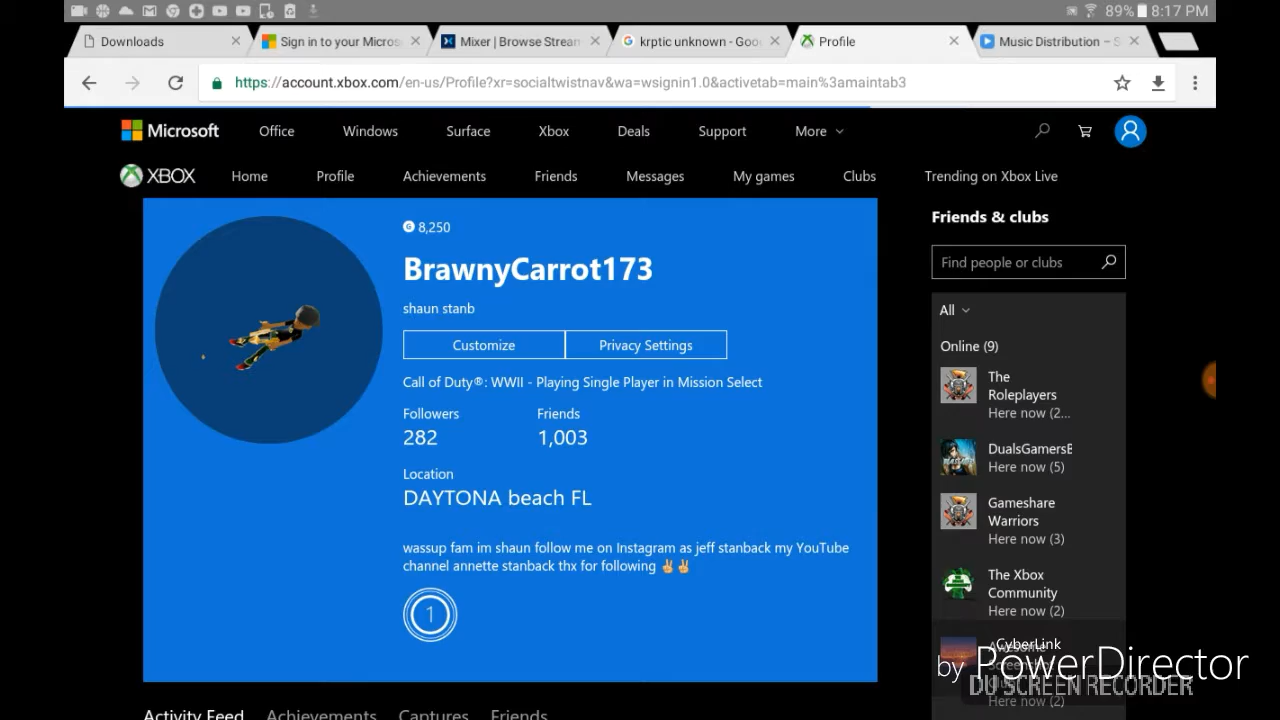 89% 8:17 PM
Downloads
Sign in to your Micros
Mixer | Browse Stream
krptic unknown - Goo
Profile
Music Distribution – S
https://account.xbox.com/en-us/Profile?xr=socialtwistnav&wa=wsignin1.0&activetab=main%3amaintab3
Microsoft Office Windows Surface Xbox Deals Support More
XBOX Home Profile Achievements Friends Messages My games Clubs Trending on Xbox Live
G 8,250
BrawnyCarrot173
shaun stanb
Customize Privacy Settings
Call of Duty®: WWII - Playing Single Player in Mission Select
Followers Friends
282 1,003
Location
DAYTONA beach FL
wassup fam im shaun follow me on Instagram as jeff stanback my YouTube
channel annette stanback thx for following ✌✌
1
Activity Feed Achievements Captures Friends
Friends & clubs
Find people or clubs
All
Online (9)
The
Roleplayers
Here now (2...
DualsGamersE
Here now (5)
Gameshare
Warriors
Here now (3)
The Xbox
Community
Here now (2)
Here now (2)
CyberLink
by PowerDirector
DU SCREEN RECORDER